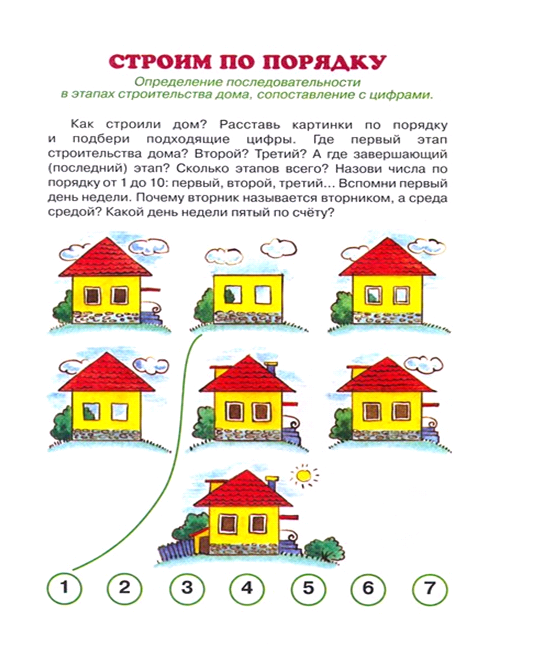 СТРОИМ ПО ПОРЯДКУ
Определение последовательности
в этапах строительства дома, сопоставление с цифрами.
Как строили дом? Расставь картинки по порядку
и подбери подходящие цифры. Где первый этап
строительства дома? Второй? Третий? А где завершающий
(последний) этап? Сколько этапов всего? Назови числа по
порядку от 1 до 10: первый, второй, третий... Вспомни первый
день недели. Почему вторник называется вторником, а среда
средой? Какой день недели пятый по счёту?
1 2 3 4 5 6 7